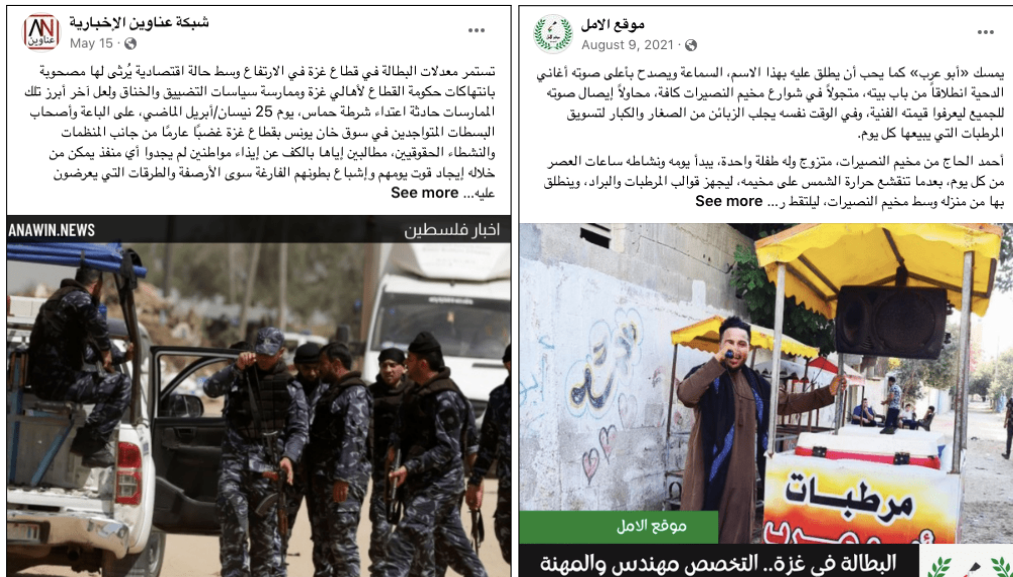 شبكة عناوين الإخبارية
May 15 ·
تستمر معدلات البطالة في قطاع غزة في الارتفاع وسط حالة اقتصادية يُرثى لها مصحوبة
بانتهاكات حكومة القطاع لأهالي غزة وممارسة سياسات التضييق والخناق ولعل آخر أبرز تلك
الممارسات حادثة اعتداء شرطة حماس، يوم 25 نيسان/أبريل الماضي, على الباعة وأصحاب
البسطات المتواجدين في سوق خان يونس بقطاع غزة غضبًا عارمًا من جانب المنظمات
والنشطاء الحقوقيين، مطالبين إياها بالكف عن إيذاء مواطنين لم يجدوا أي منفذ يمكن من
خلاله إيجاد قوت يومهم وإشباع بطونهم الفارغة سوى الأرصفة والطرقات التي يعرضون
عليه... See more
ANAWIN.NEWS
اخبار فلسطين
AN
عناوين
موقع الامل
August 9, 2021 ·
يمسك «أبو عرب» كما يحب أن يطلق عليه بهذا الاسم، السماعة ويصدح بأعلى صوته أغاني
الدحية انطلاقاً من باب بيته، متجولاً في شوارع مخيم النصيرات كافة، محاولاً إيصال صوته
للجميع ليعرفوا قيمته الفنية، وفي الوقت نفسه يجلب الزبائن من الصغار والكبار لتسويق
المرطبات التي يبيعها كل يوم.
أحمد الحاج من مخيم النصيرات، متزوج وله طفلة واحدة، يبدأ يومه ونشاطه ساعات العصر
من كل يوم، بعدما تنقشع حرارة الشمس على مخيمه، ليجهز قوالب المرطبات والبراد، وينطلق
بها من منزله وسط مخيم النصيرات، ليلتقط ر... See more
مرطبات
موقع الامل
البطالة في غزة.. التخصص مهندس والمهنة